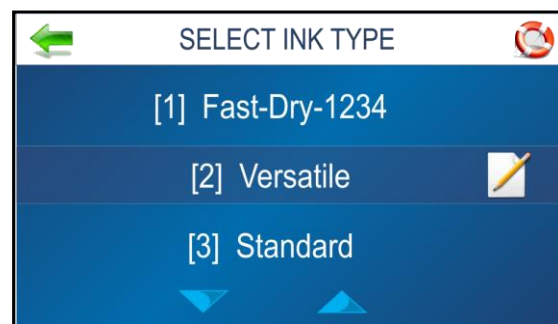 SELECT INK TYPE
[1] Fast-Dry-1234
[2] Versatile
[3] Standard